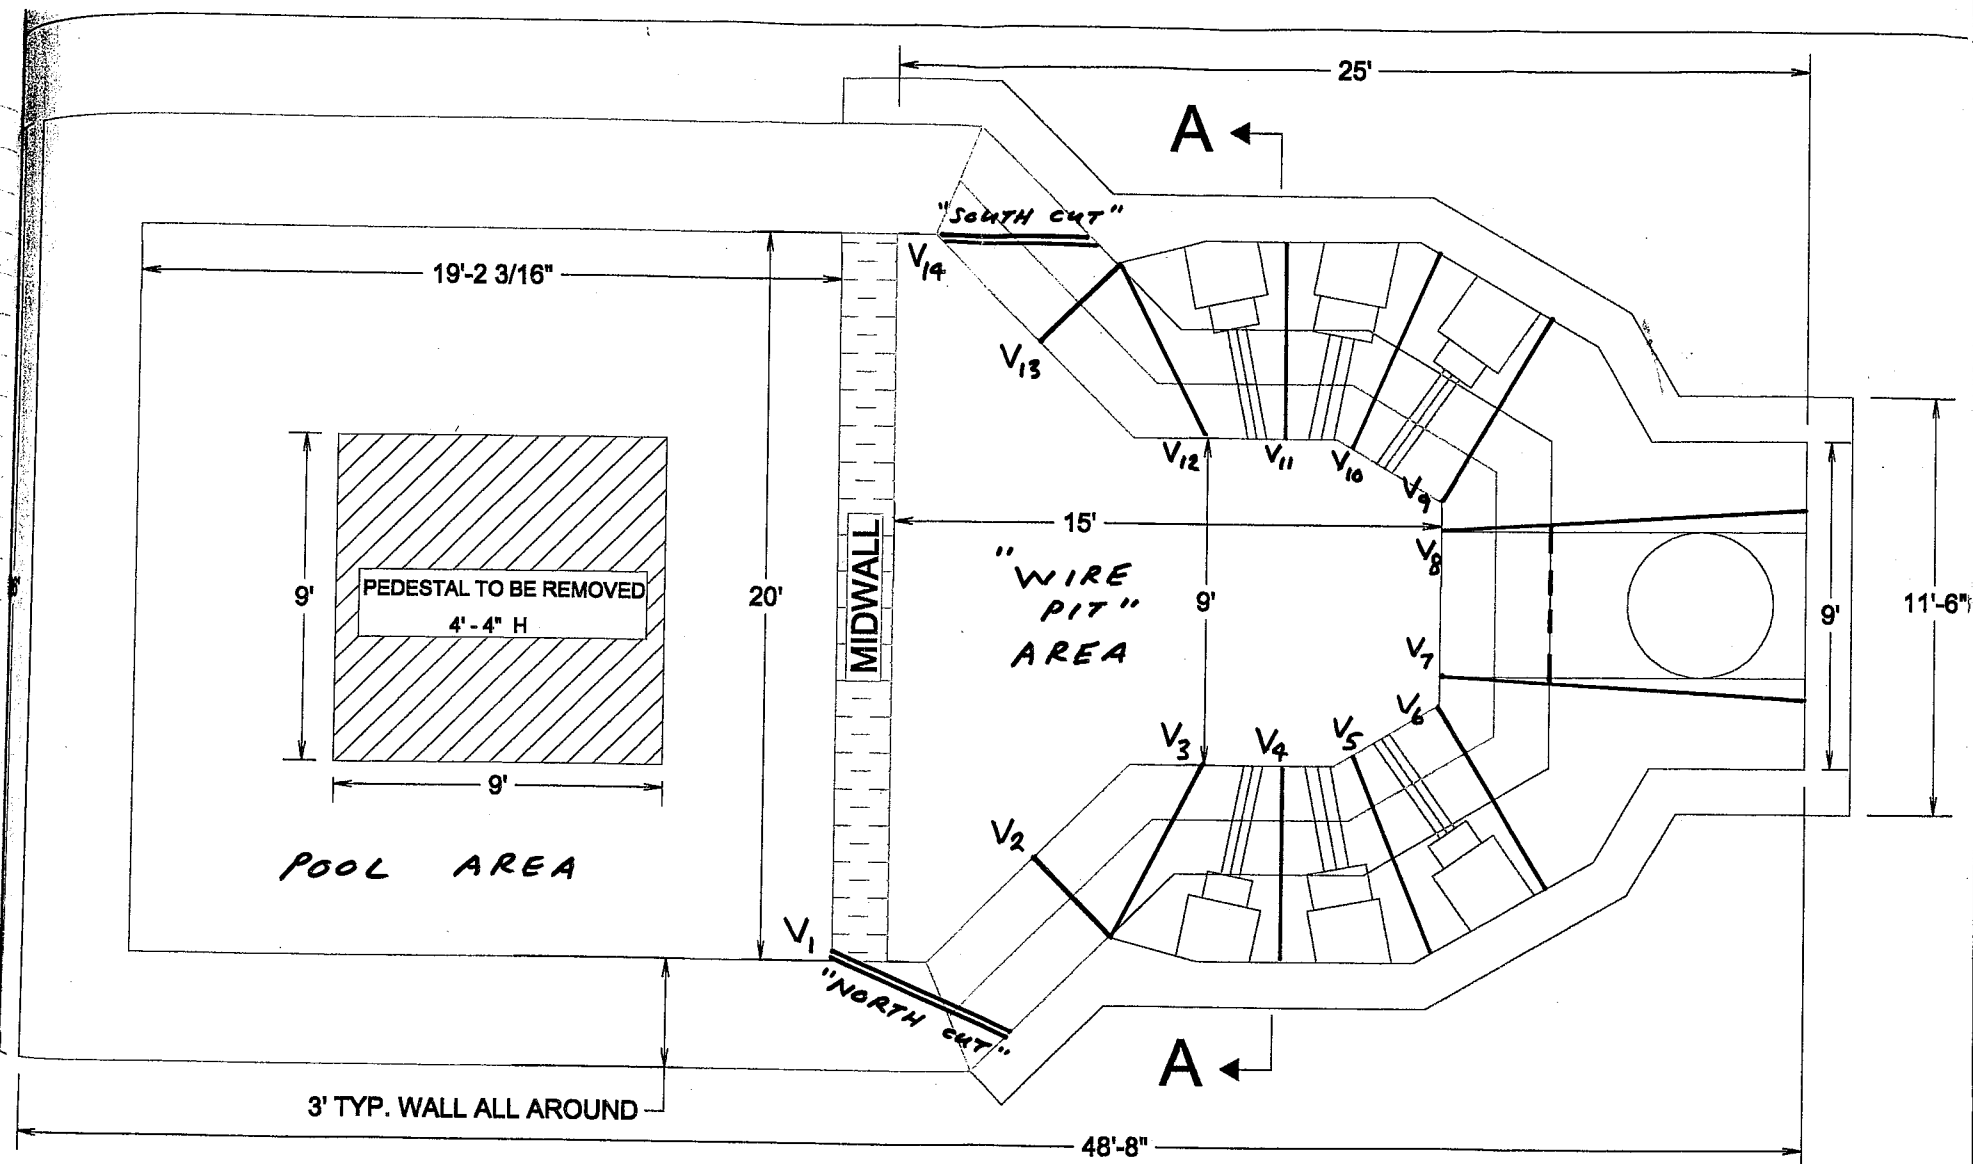 25'
A
A
"SOUTH CUT"
V14
V13
V12
V11
V10
V9
V8
V7
V6
V5
V4
V3
V2
V1
"NORTH CUT"
19'-2 3/16"
9'
PEDESTAL TO BE REMOVED
4'-4" H
9'
20'
MIDWALL
15'
"WIRE
PIT"
AREA
9'
9'
11'-6"
POOL AREA
3' TYP. WALL ALL AROUND
48'-8"